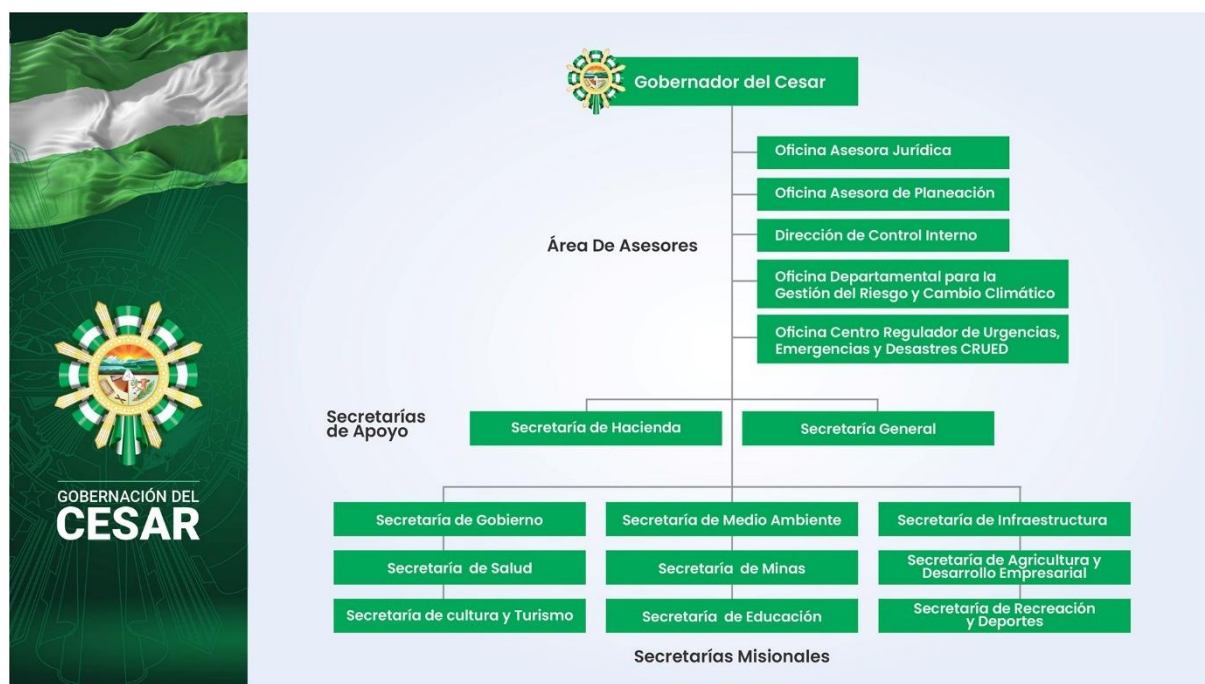 Gobernador del Cesar
Oficina Asesora Jurídica
Oficina Asesora de Planeación
Área De Asesores
Dirección de Control Interno
Oficina Departamental para la
Gestión del Riesgo y Cambio Climático
Oficina Centro Regulador de Urgencias,
Emergencias y Desastres CRUED
Secretarías
de Apoyo
Secretaría de Hacienda
Secretaría General
GOBERNACIÓN DEL
CESAR
Secretaría de Gobierno
Secretaría de Medio Ambiente
Secretaría de Infraestructura
Secretaría de Salud
Secretaría de Minas
Secretaría de Agricultura y
Desarrollo Empresarial
Secretaría de cultura y Turismo
Secretaría de Educación
Secretaría de Recreación
y Deportes
Secretarías Misionales